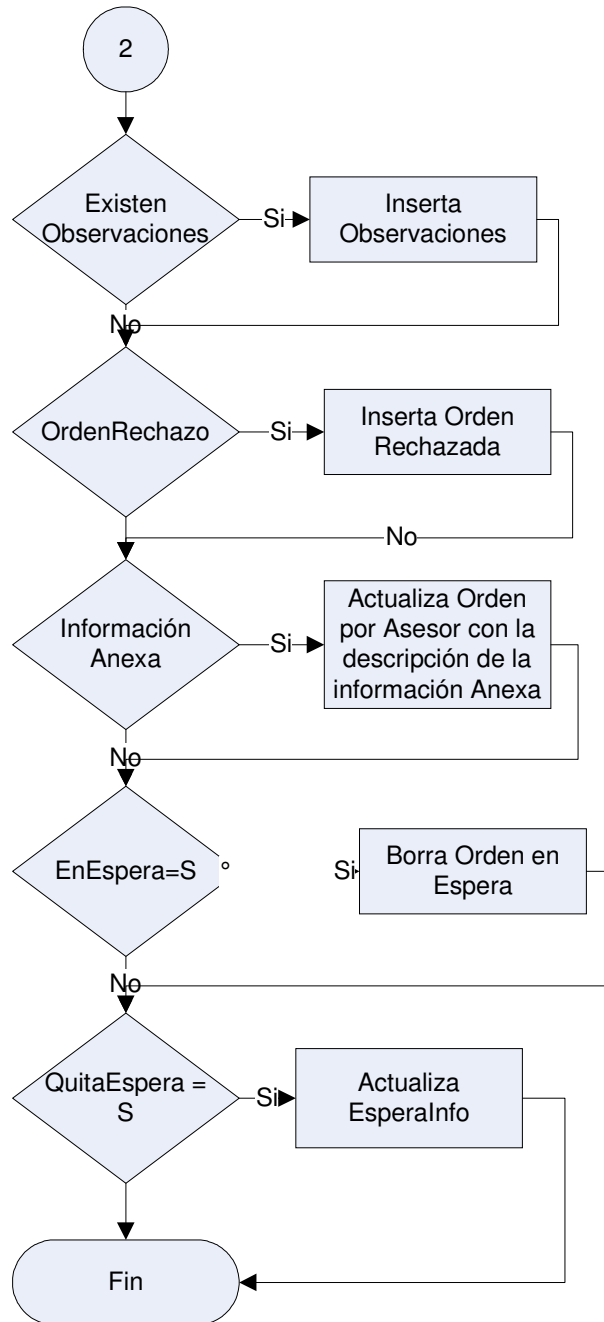 2
Existen
Observaciones
Si
Inserta
Observaciones
No
OrdenRechazo
Si
Inserta Orden
Rechazada
No
Información
Anexa
Si
Actualiza Orden
por Asesor con la
descripción de la
información Anexa
No
EnEspera=S
°
Si
Borra Orden en
Espera
No
QuitaEspera =
S
Si
Actualiza
EsperaInfo
Fin